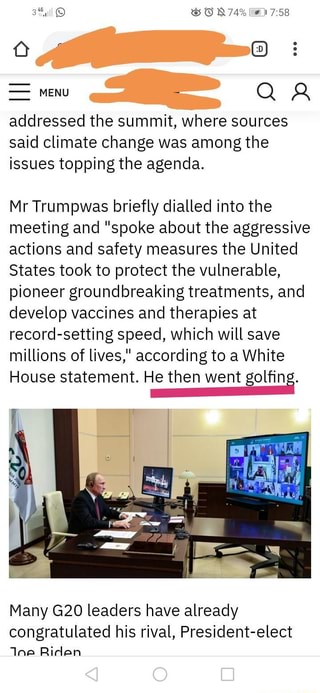 3 74% 7:58
:D
MENU
addressed the summit, where sources
said climate change was among the
issues topping the agenda.
Mr Trumpwas briefly dialled into the
meeting and "spoke about the aggressive
actions and safety measures the United
States took to protect the vulnerable,
pioneer groundbreaking treatments, and
develop vaccines and therapies at
record-setting speed, which will save
millions of lives," according to a White
House statement. He then went golfing.
G20
Many G20 leaders have already
congratulated his rival, President-elect
Joe Biden